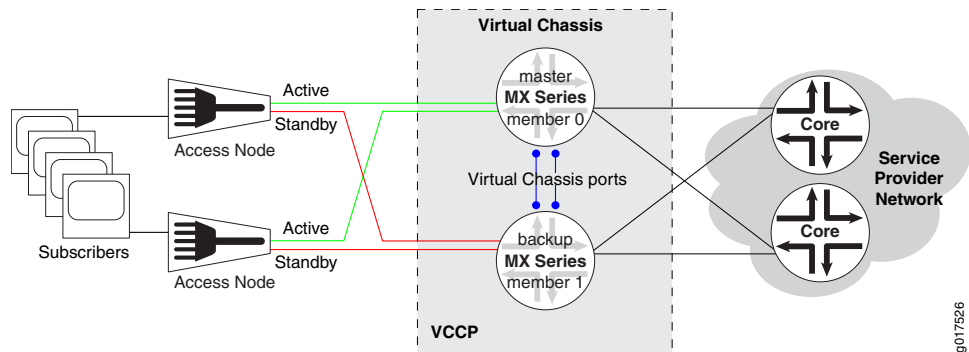 Virtual Chassis
master
MX Series
member 0
Active
Standby
Access Node
Core
Service
Provider
Network
Virtual Chassis ports
Subscribers
Active
Standby
Access Node
backup
MX Series
member 1
Core
VCCP
g017526